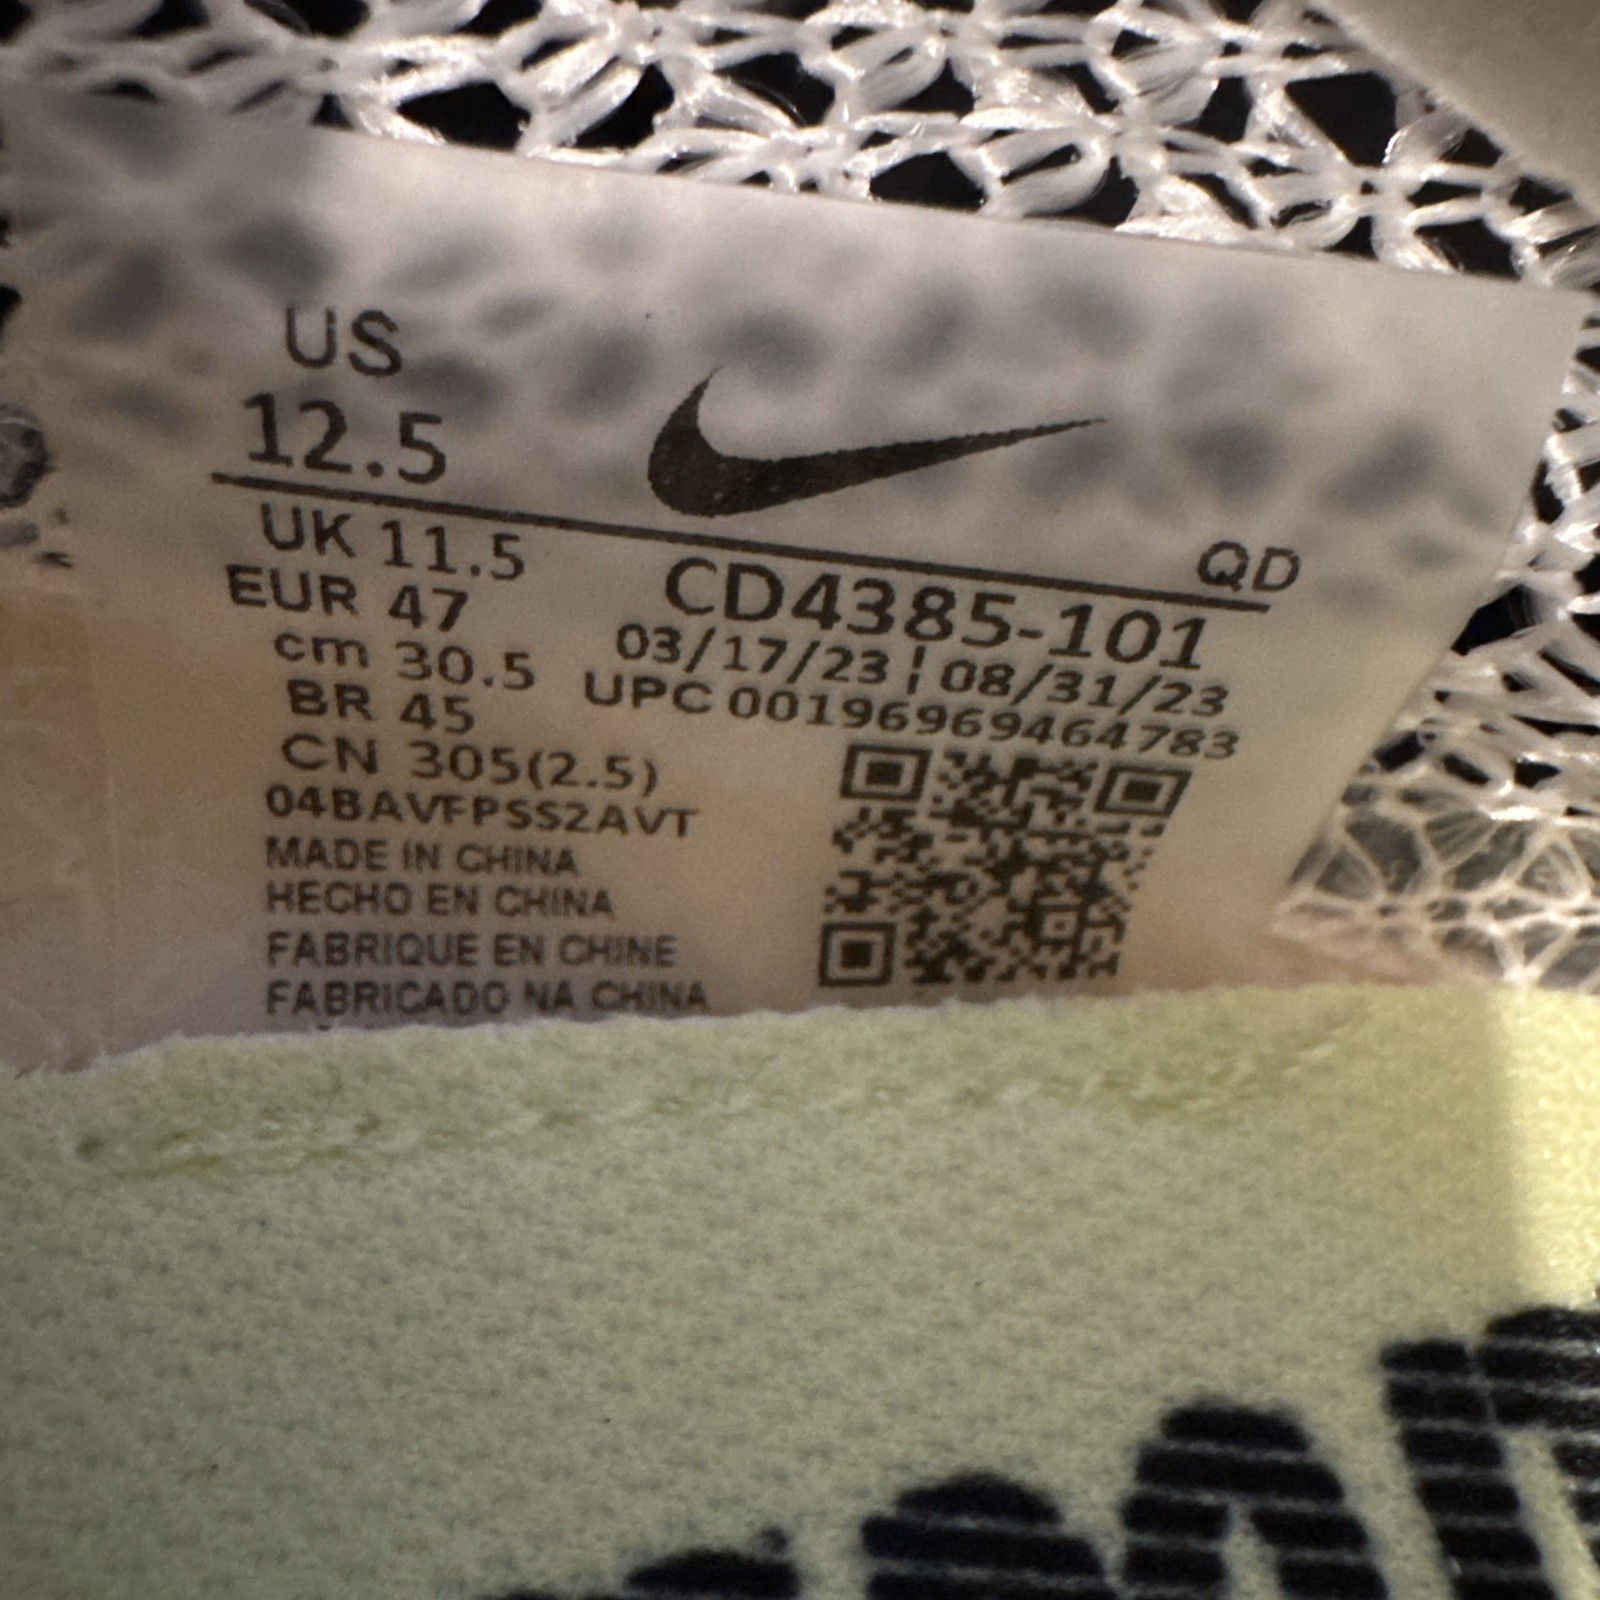 US
12.5
QD
UK 11.5
EUR 47
cm 30.5
BR 45
CN 305(2.5)
CD4385-101
03/17/23 ¦ 08/31/23
UPC 00196969464783
04BAVFPSS2AVT
MADE IN CHINA
HECHO EN CHINA
FABRIQUE EN CHINE
FABRICADO NA CHINA